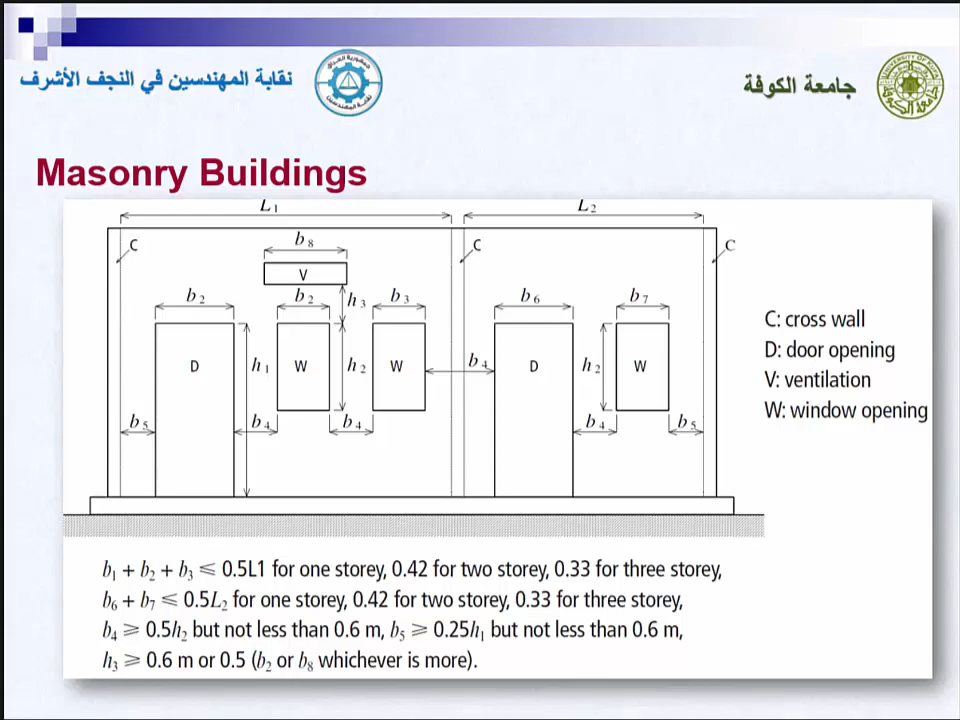 نقابة المهندسين في النجف الأشرف
جامعة الكوفة
Masonry Buildings
L₁ L₂
C b₈ C C
V
b₂ b₂ h₃ b₃ b₆ b₇
D h₁ W h₂ W b₄ D h₂ W
b₅ b₄ b₄ b₄ b₅
C: cross wall
D: door opening
V: ventilation
W: window opening
b₁ + b₂ + b₃ ⩽ 0.5L1 for one storey, 0.42 for two storey, 0.33 for three storey,
b₆ + b₇ ⩽ 0.5L₂ for one storey, 0.42 for two storey, 0.33 for three storey,
b₄ ⩾ 0.5h₂ but not less than 0.6 m, b₅ ⩾ 0.25h₁ but not less than 0.6 m,
h₃ ⩾ 0.6 m or 0.5 (b₂ or b₈ whichever is more).